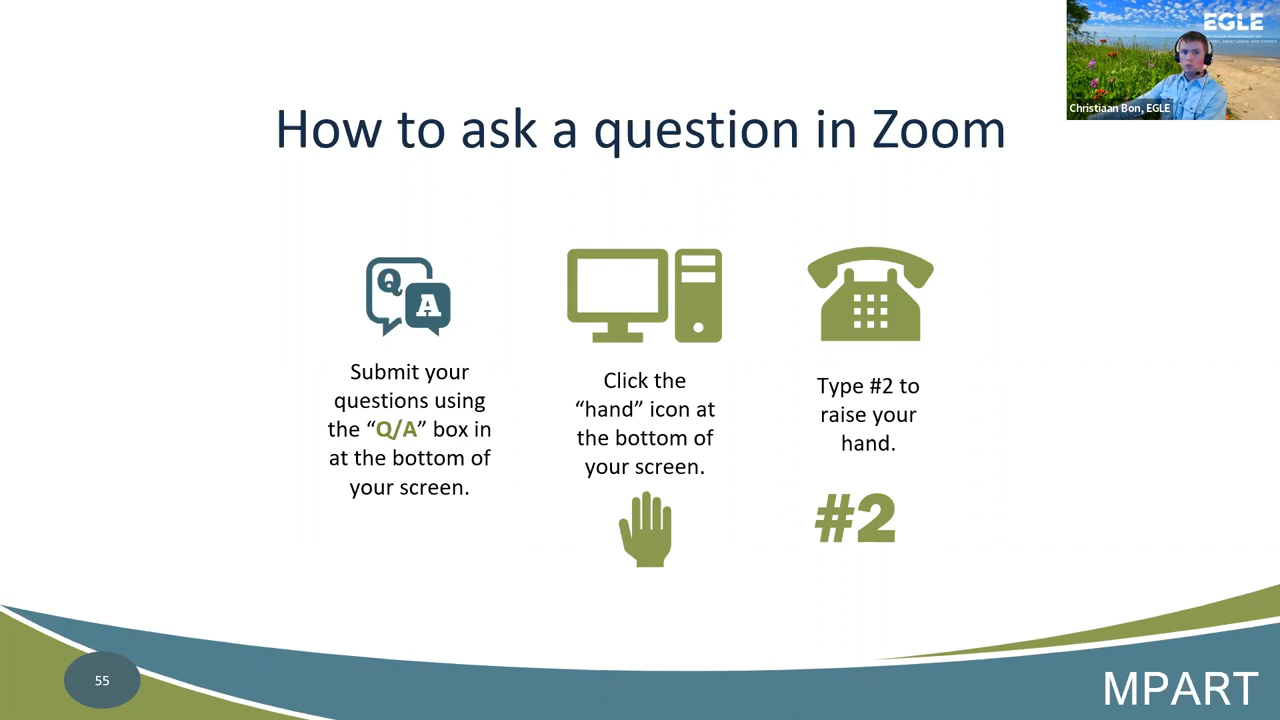 EGLE
Christiaan Bon, EGLE
How to ask a question in Zoom
Q
A
Submit your
questions using
the “Q/A” box in
at the bottom of
your screen.
Click the
“hand” icon at
the bottom of
your screen.
Type #2 to
raise your
hand.
#2
55
MPART